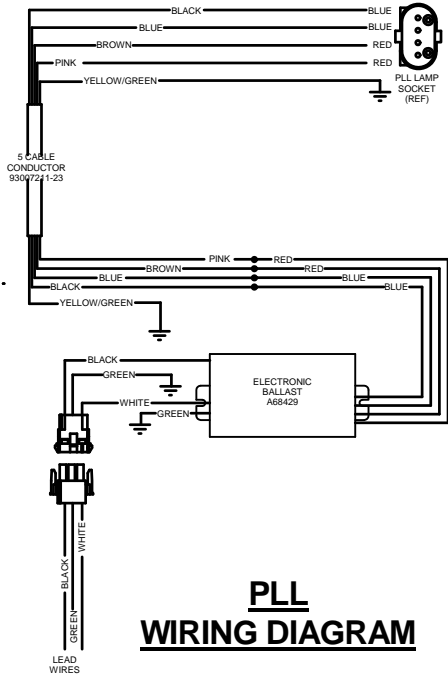 BLACK BLUE
BLUE BLUE
BROWN RED
PINK RED
YELLOW/GREEN
PLL LAMP
SOCKET
(REF)
5 CABLE
CONDUCTOR
93007211-23
PINK RED
BROWN RED
BLUE BLUE
BLACK BLUE
YELLOW/GREEN
BLACK
GREEN
WHITE
GREEN
ELECTRONIC
BALLAST
A68429
BLACK
GREEN
WHITE
LEAD
WIRES
PLL
WIRING DIAGRAM